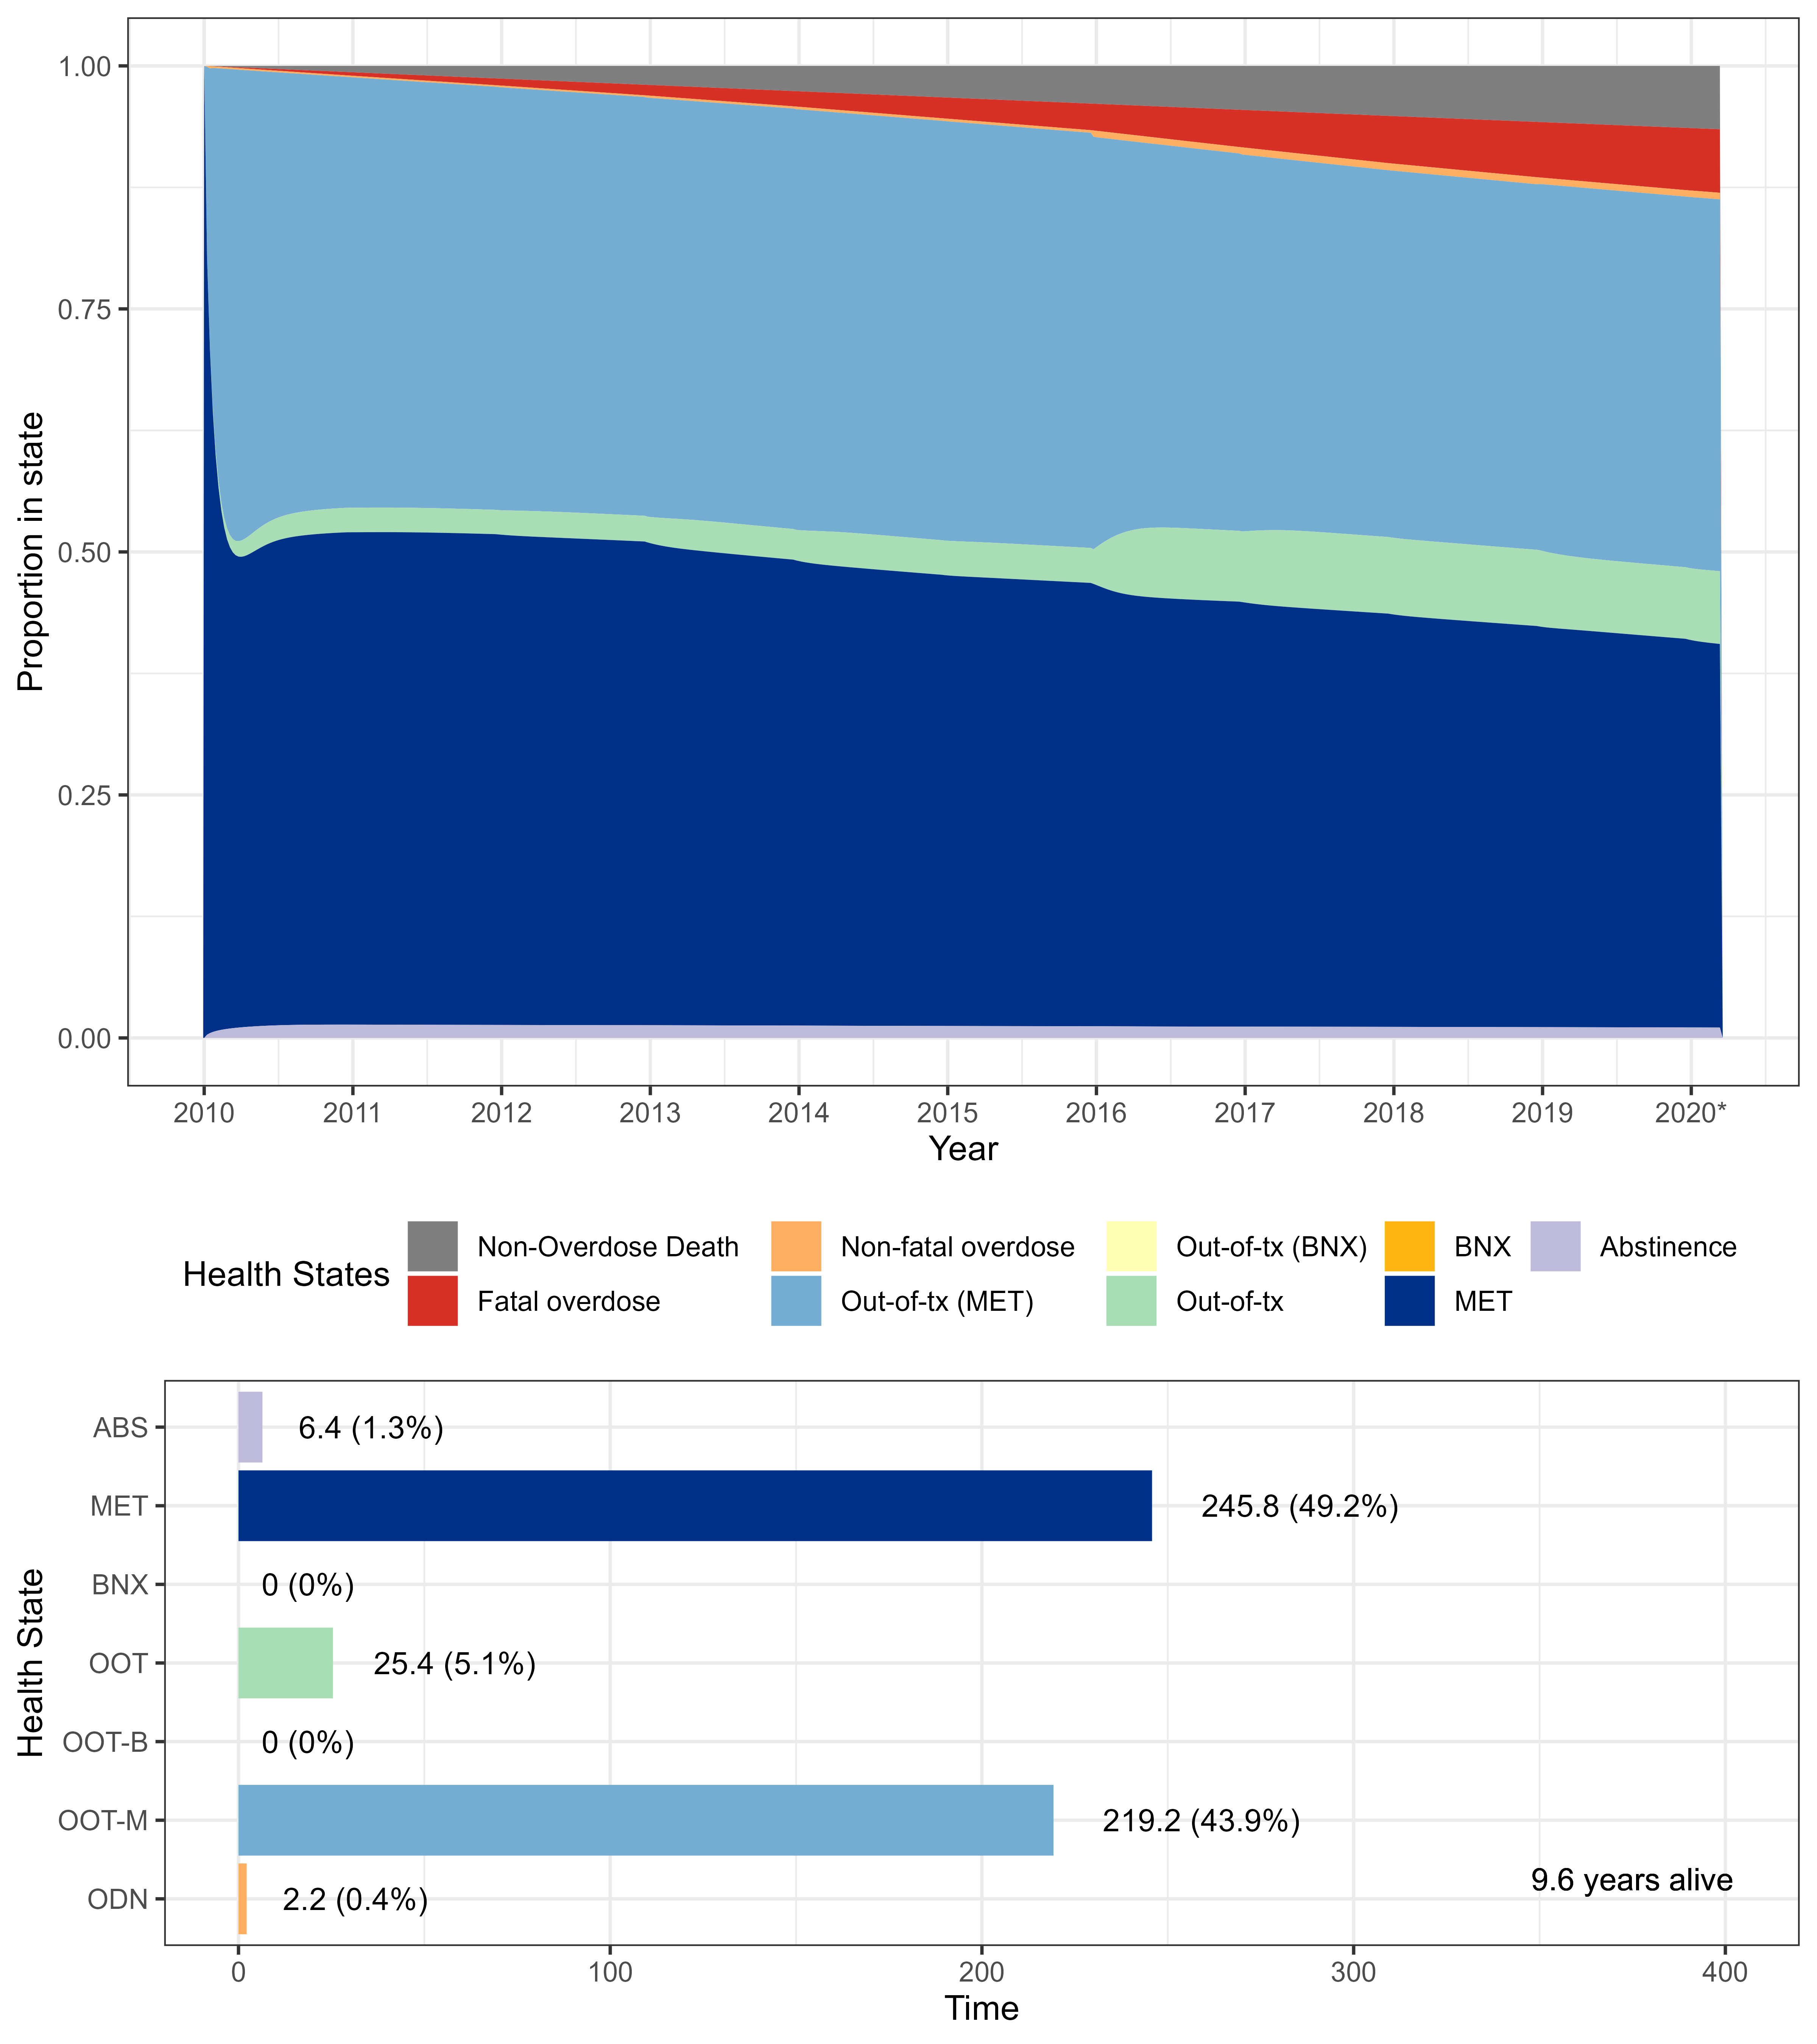 1.00
0.75
0.50
0.25
0.00
Proportion in state
2010 2011 2012 2013 2014 2015 2016 2017 2018 2019 2020*
Year
Health States
Non-Overdose Death Non-fatal overdose Out-of-tx (BNX) BNX Abstinence
Fatal overdose Out-of-tx (MET) Out-of-tx MET
Health State
ABS 6.4 (1.3%)
MET 245.8 (49.2%)
BNX 0 (0%)
OOT 25.4 (5.1%)
OOT-B 0 (0%)
OOT-M 219.2 (43.9%)
9.6 years alive
ODN 2.2 (0.4%)
0 100 200 300 400
Time